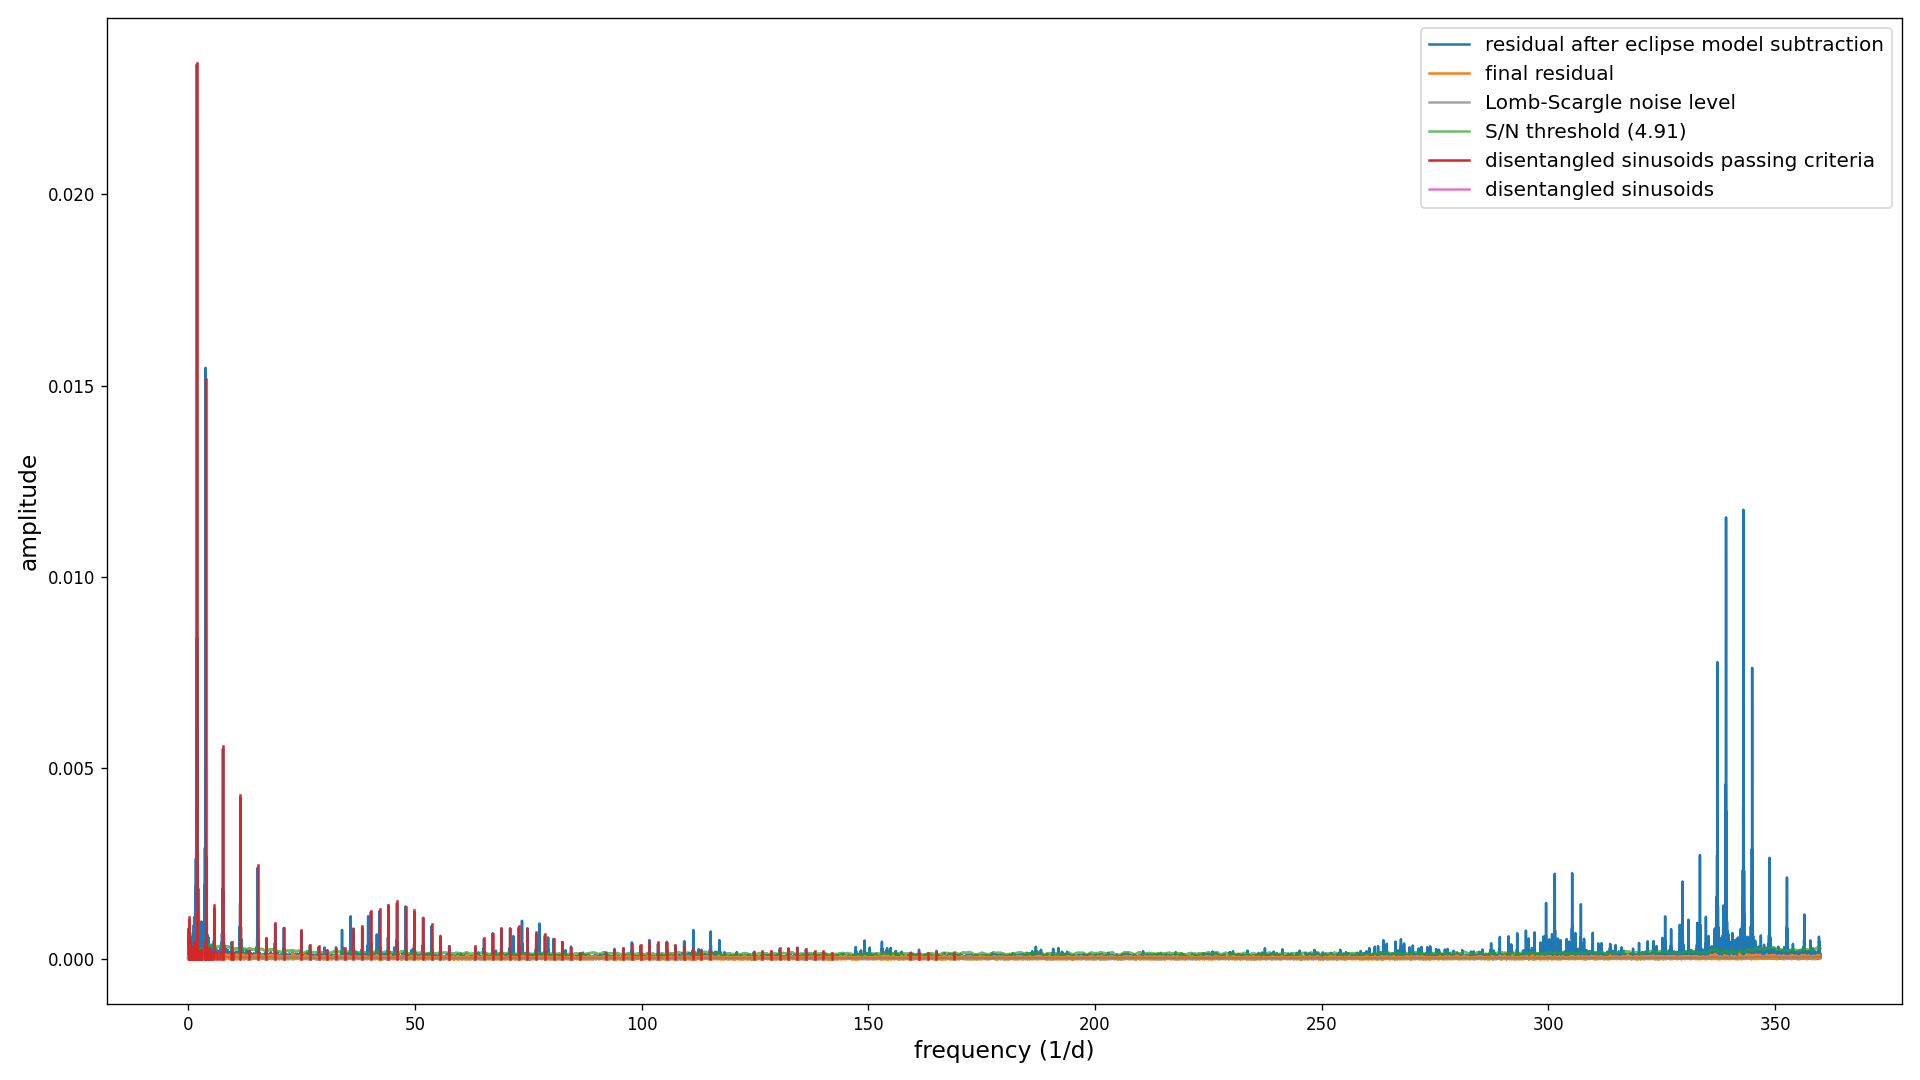 residual after eclipse model subtraction
final residual
Lomb-Scargle noise level
S/N threshold (4.91)
disentangled sinusoids passing criteria
disentangled sinusoids
0.020
0.015
0.010
0.005
0.000
amplitude
0 50 100 150 200 250 300 350
frequency (1/d)